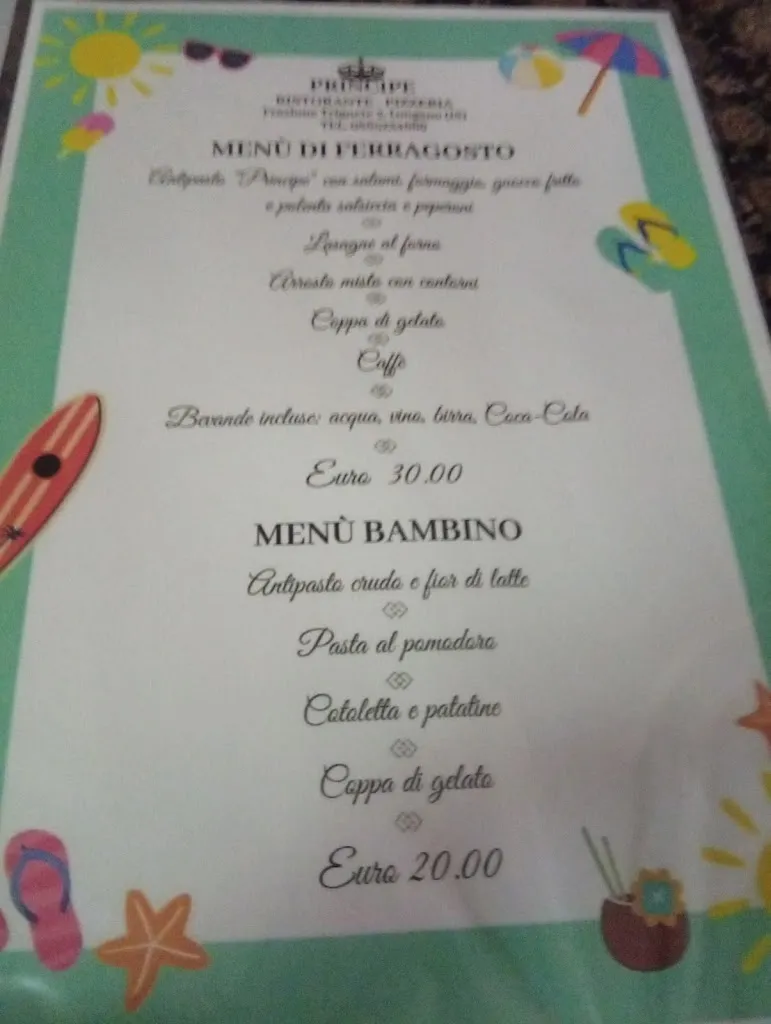 PRINCIPE
RISTORANTE PIZZERIA
MENÙ DI FERRAGOSTO
Antipasto "Principe" con salumi, formaggio, gnocco fritto
e polenta salsiccia e peperoni
Lasagne al forno
Arrosto misto con contorni
Coppa di gelato
Caffè
Bevande incluse: acqua, vino, birra, Coca-Cola
Euro 30.00
MENÙ BAMBINO
Antipasto crudo e fior di latte
Pasta al pomodoro
Cotoletta e patatine
Coppa di gelato
Euro 20.00